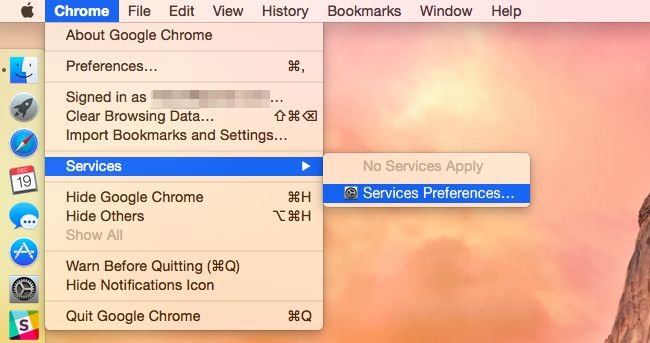 Chrome File Edit View History Bookmarks Window Help
About Google Chrome
Preferences… ⌘,
Signed in as …
Clear Browsing Data… ⇧⌘⌫
Import Bookmarks and Settings…
Services ▶
No Services Apply
Services Preferences…
Hide Google Chrome ⌘H
Hide Others ⌥⌘H
Show All
Warn Before Quitting (⌘Q)
Hide Notifications Icon
Quit Google Chrome ⌘Q
DEC
19
S